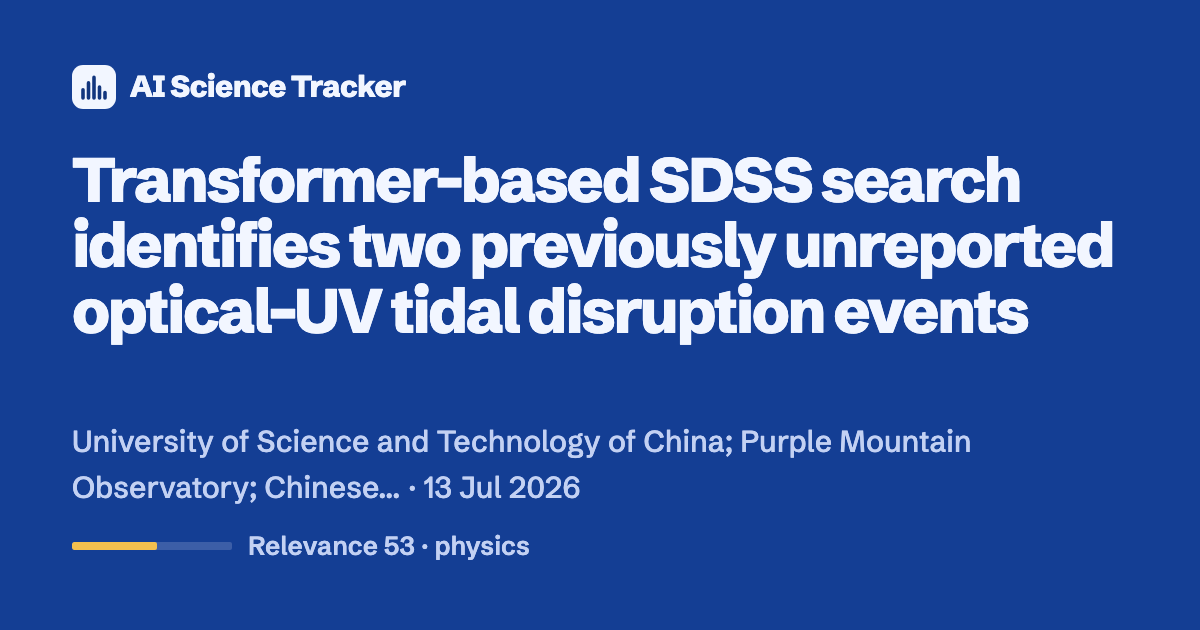 AI Science Tracker
Transformer-based SDSS search
identifies two previously unreported
optical-UV tidal disruption events
University of Science and Technology of China; Purple Mountain
Observatory; Chinese... · 13 Jul 2026
Relevance 53 · physics